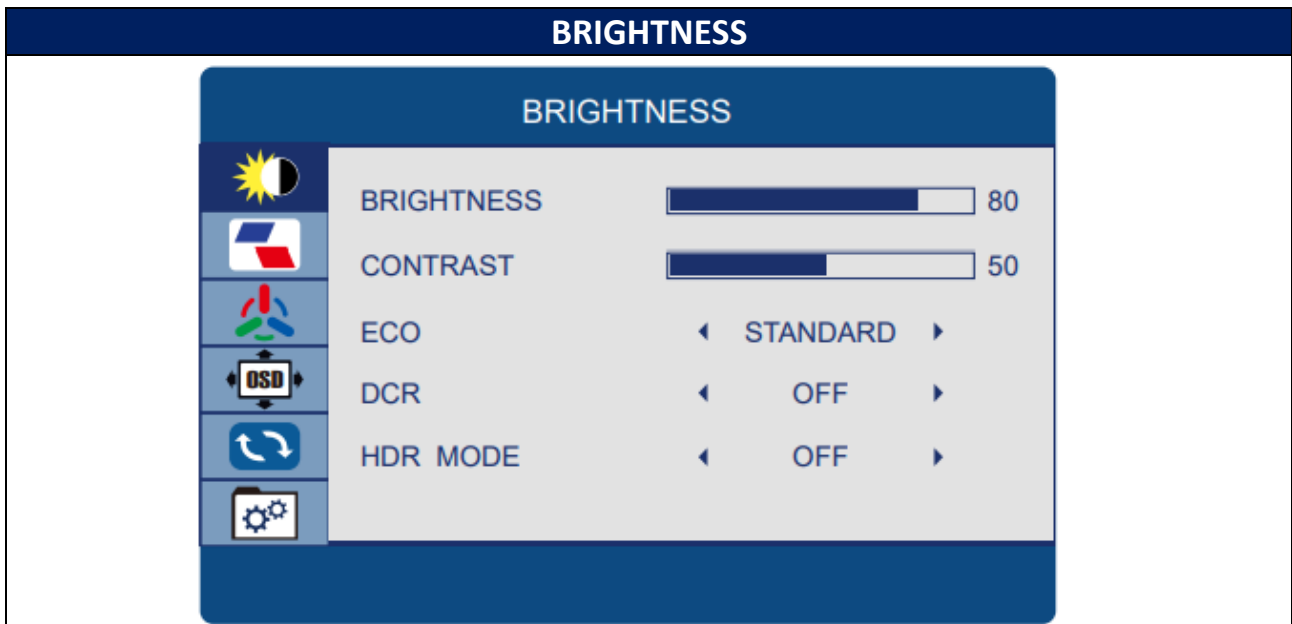 BRIGHTNESS
BRIGHTNESS
BRIGHTNESS 80
CONTRAST 50
ECO STANDARD
OSD
DCR OFF
HDR MODE OFF